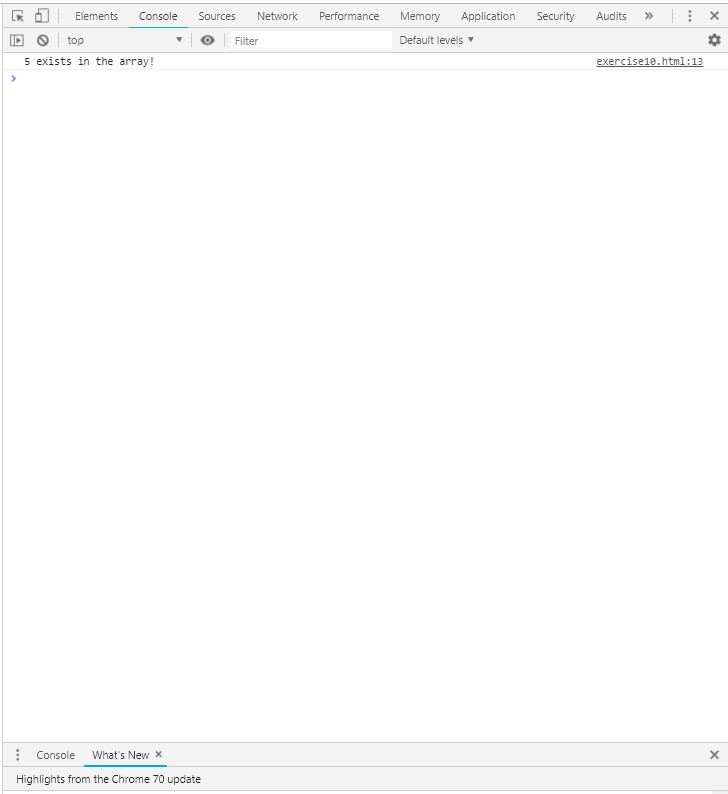 Elements Console Sources Network Performance Memory Application Security Audits »
top Filter Default levels
5 exists in the array! exercise10.html:13
Console What's New
Highlights from the Chrome 70 update